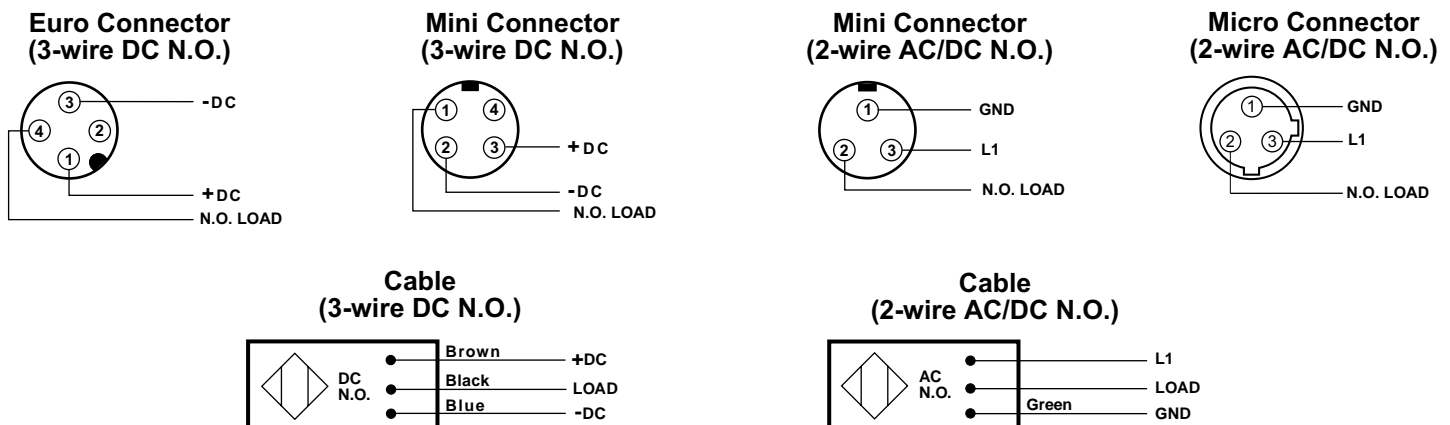 Euro Connector
(3-wire DC N.O.)
3
4
2
1
-DC
+DC
N.O. LOAD
Mini Connector
(3-wire DC N.O.)
1
4
2
3
+DC
-DC
N.O. LOAD
Mini Connector
(2-wire AC/DC N.O.)
1
2
3
GND
L1
N.O. LOAD
Micro Connector
(2-wire AC/DC N.O.)
1
2
3
GND
L1
N.O. LOAD
Cable
(3-wire DC N.O.)
DC
N.O.
Brown
+DC
Black
LOAD
Blue
-DC
Cable
(2-wire AC/DC N.O.)
AC
N.O.
L1
LOAD
Green
GND